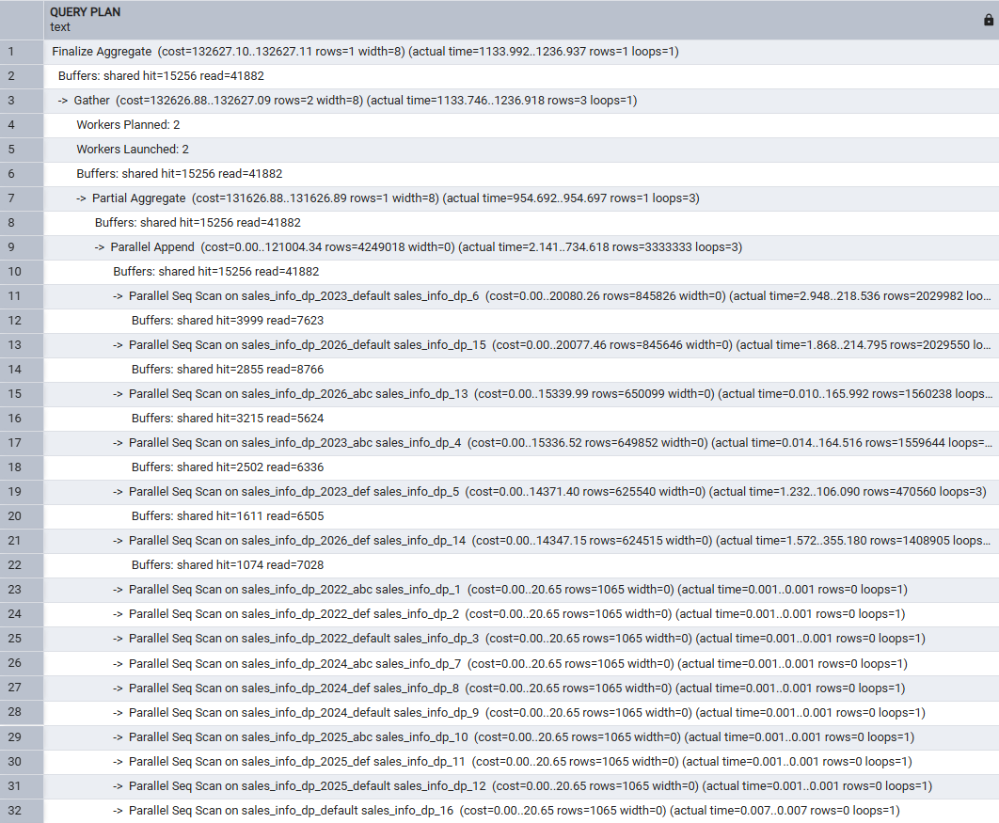 QUERY PLAN
text
1 Finalize Aggregate (cost=132627.10..132627.11 rows=1 width=8) (actual time=1133.992..1236.937 rows=1 loops=1)
2 Buffers: shared hit=15256 read=41882
3 -> Gather (cost=132626.88..132627.09 rows=2 width=8) (actual time=1133.746..1236.918 rows=3 loops=1)
4 Workers Planned: 2
5 Workers Launched: 2
6 Buffers: shared hit=15256 read=41882
7 -> Partial Aggregate (cost=131626.88..131626.89 rows=1 width=8) (actual time=954.692..954.697 rows=1 loops=3)
8 Buffers: shared hit=15256 read=41882
9 -> Parallel Append (cost=0.00..121004.34 rows=4249018 width=0) (actual time=2.141..734.618 rows=3333333 loops=3)
10 Buffers: shared hit=15256 read=41882
11 -> Parallel Seq Scan on sales_info_dp_2023_default sales_info_dp_6 (cost=0.00..20080.26 rows=845826 width=0) (actual time=2.948..218.536 rows=2029982 loo...
12 Buffers: shared hit=3999 read=7623
13 -> Parallel Seq Scan on sales_info_dp_2026_default sales_info_dp_15 (cost=0.00..20077.46 rows=845646 width=0) (actual time=1.868..214.795 rows=2029550 lo...
14 Buffers: shared hit=2855 read=8766
15 -> Parallel Seq Scan on sales_info_dp_2026_abc sales_info_dp_13 (cost=0.00..15339.99 rows=650099 width=0) (actual time=0.010..165.992 rows=1560238 loops...
16 Buffers: shared hit=3215 read=5624
17 -> Parallel Seq Scan on sales_info_dp_2023_abc sales_info_dp_4 (cost=0.00..15336.52 rows=649852 width=0) (actual time=0.014..164.516 rows=1559644 loops=...
18 Buffers: shared hit=2502 read=6336
19 -> Parallel Seq Scan on sales_info_dp_2023_def sales_info_dp_5 (cost=0.00..14371.40 rows=625540 width=0) (actual time=1.232..106.090 rows=470560 loops=3)
20 Buffers: shared hit=1611 read=6505
21 -> Parallel Seq Scan on sales_info_dp_2026_def sales_info_dp_14 (cost=0.00..14347.15 rows=624515 width=0) (actual time=1.572..355.180 rows=1408905 loops...
22 Buffers: shared hit=1074 read=7028
23 -> Parallel Seq Scan on sales_info_dp_2022_abc sales_info_dp_1 (cost=0.00..20.65 rows=1065 width=0) (actual time=0.001..0.001 rows=0 loops=1)
24 -> Parallel Seq Scan on sales_info_dp_2022_def sales_info_dp_2 (cost=0.00..20.65 rows=1065 width=0) (actual time=0.001..0.001 rows=0 loops=1)
25 -> Parallel Seq Scan on sales_info_dp_2022_default sales_info_dp_3 (cost=0.00..20.65 rows=1065 width=0) (actual time=0.001..0.001 rows=0 loops=1)
26 -> Parallel Seq Scan on sales_info_dp_2024_abc sales_info_dp_7 (cost=0.00..20.65 rows=1065 width=0) (actual time=0.001..0.001 rows=0 loops=1)
27 -> Parallel Seq Scan on sales_info_dp_2024_def sales_info_dp_8 (cost=0.00..20.65 rows=1065 width=0) (actual time=0.001..0.001 rows=0 loops=1)
28 -> Parallel Seq Scan on sales_info_dp_2024_default sales_info_dp_9 (cost=0.00..20.65 rows=1065 width=0) (actual time=0.001..0.001 rows=0 loops=1)
29 -> Parallel Seq Scan on sales_info_dp_2025_abc sales_info_dp_10 (cost=0.00..20.65 rows=1065 width=0) (actual time=0.001..0.001 rows=0 loops=1)
30 -> Parallel Seq Scan on sales_info_dp_2025_def sales_info_dp_11 (cost=0.00..20.65 rows=1065 width=0) (actual time=0.001..0.001 rows=0 loops=1)
31 -> Parallel Seq Scan on sales_info_dp_2025_default sales_info_dp_12 (cost=0.00..20.65 rows=1065 width=0) (actual time=0.001..0.001 rows=0 loops=1)
32 -> Parallel Seq Scan on sales_info_dp_default sales_info_dp_16 (cost=0.00..20.65 rows=1065 width=0) (actual time=0.007..0.007 rows=0 loops=1)